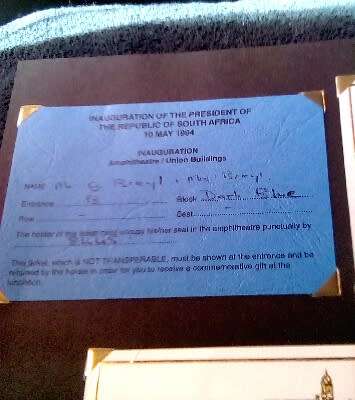 INAUGURATION OF THE PRESIDENT OF
THE REPUBLIC OF SOUTH AFRICA
10 MAY 1994
INAUGURATION
Amphitheatre / Union Buildings
NAME
Entrance Block Dark Blue
Row - Seat -
The holder of this card must occupy his/her seat in the amphitheatre punctually by
This ticket, which is NOT TRANSFERABLE, must be shown at the entrance and be
retained by the holder in order for you to receive a commemorative gift at the
luncheon.